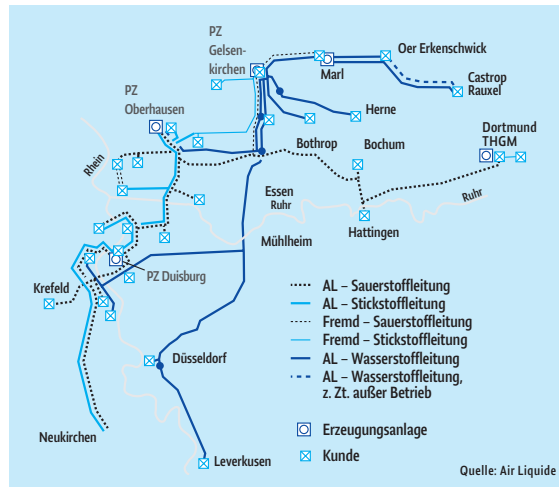 PZ
Gelsen-
kirchen
Oer Erkenschwick
Marl
Castrop
Rauxel
PZ
Oberhausen
Herne
Dortmund
THGM
Rhein
Bothrop
Bochum
Essen
Ruhr
Ruhr
Hattingen
Mühlheim
PZ Duisburg
Krefeld
Düsseldorf
Neukirchen
Leverkusen
AL – Sauerstoffleitung
AL – Stickstoffleitung
Fremd – Sauerstoffleitung
Fremd – Stickstoffleitung
AL – Wasserstoffleitung
AL – Wasserstoffleitung,
z. Zt. außer Betrieb
Erzeugungsanlage
Kunde
Quelle: Air Liquide